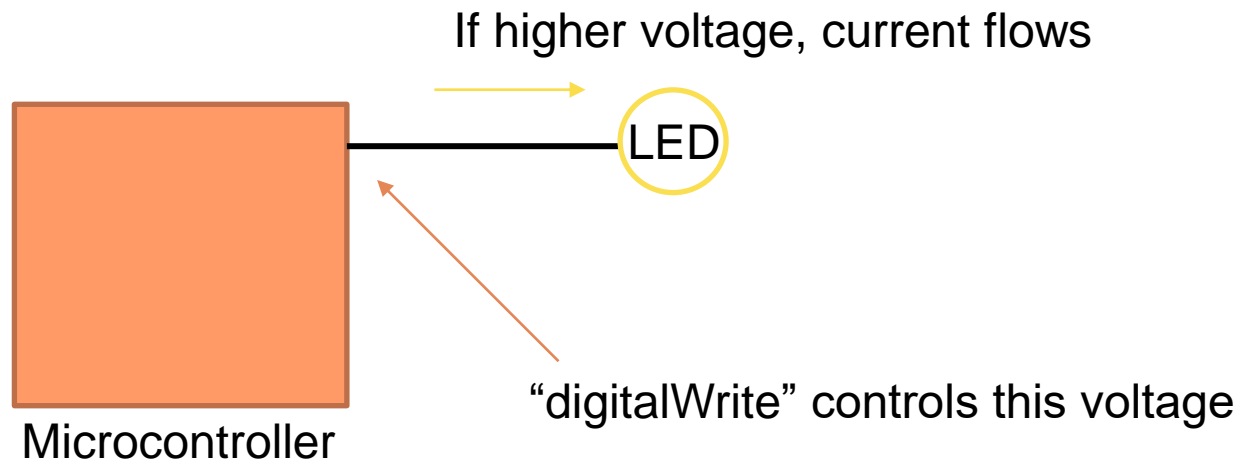 If higher voltage, current flows
LED
“digitalWrite” controls this voltage
Microcontroller